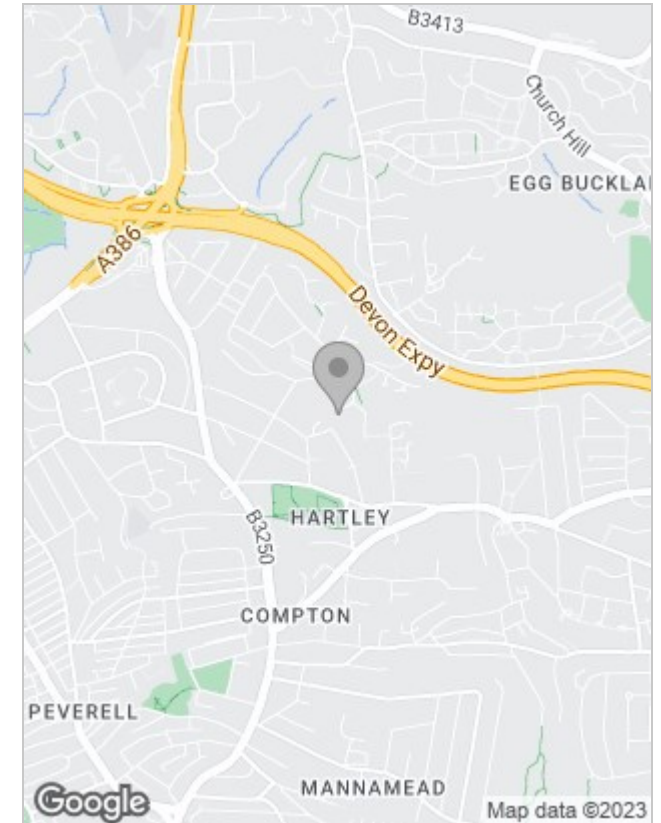 B3413
Church Hill
EGG BUCKLA
A386
Devon Expy
HARTLEY
B3250
COMPTON
PEVERELL
MANNAMEAD
Google
Map data ©2023